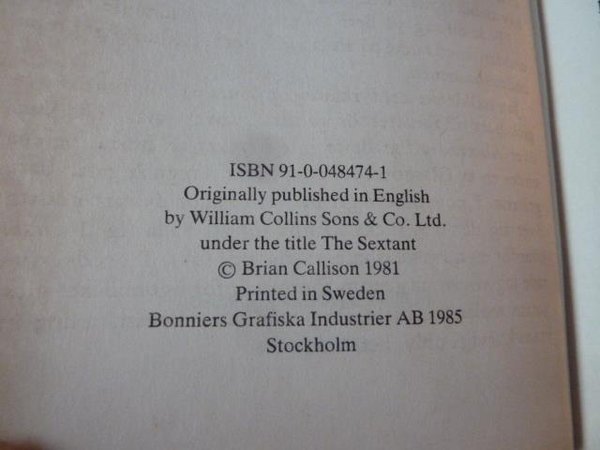 ISBN 91-0-048474-1
Originally published in English
by William Collins Sons & Co. Ltd.
under the title The Sextant
© Brian Callison 1981
Printed in Sweden
Bonniers Grafiska Industrier AB 1985
Stockholm